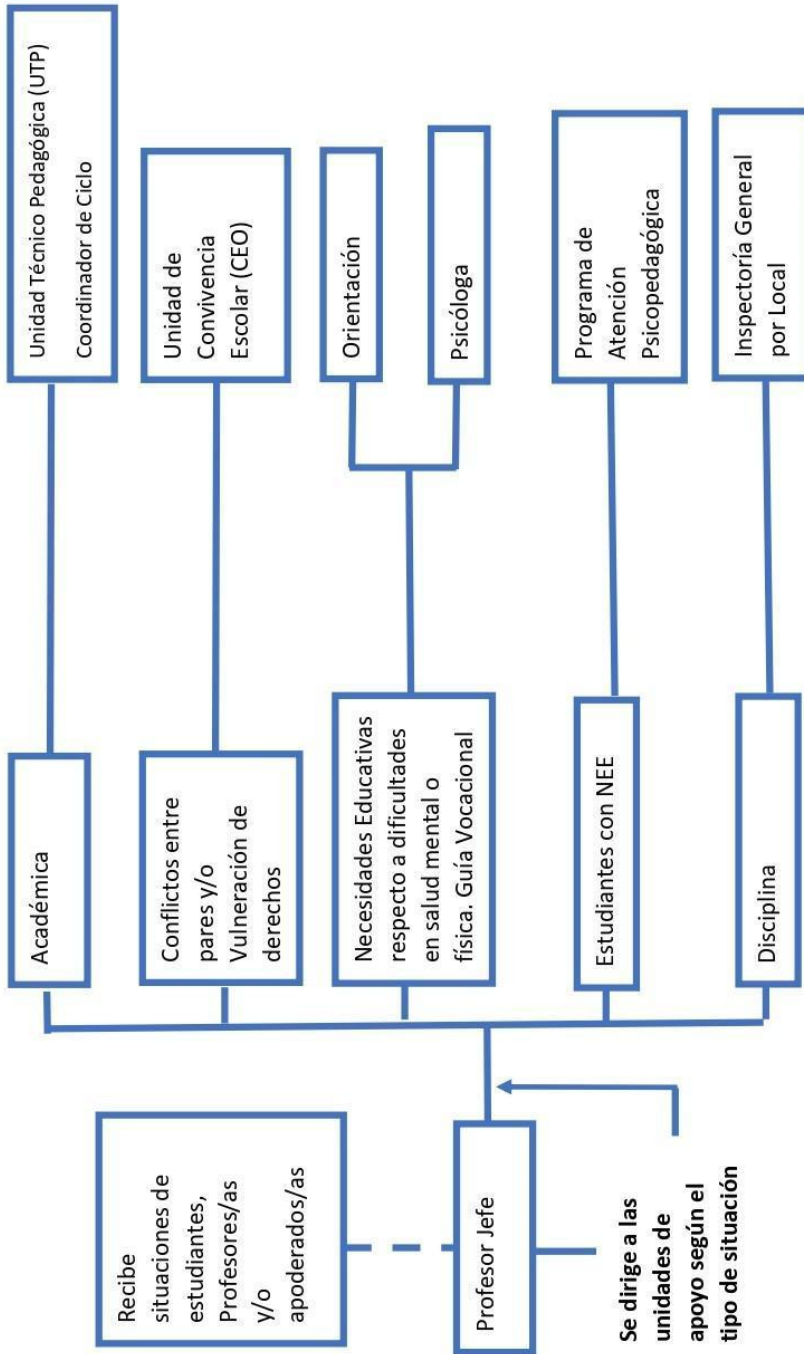 Recibe
situaciones de
estudiantes,
Profesores/as
y/o
apoderados/as
Profesor Jefe
Se dirige a las
unidades de
apoyo según el
tipo de situación
Académica
Conflictos entre
pares y/o
Vulneración de
derechos
Necesidades Educativas
respecto a dificultades
en salud mental o
física. Guía Vocacional
Estudiantes con NEE
Disciplina
Unidad Técnico Pedagógica (UTP)
Coordinador de Ciclo
Unidad de
Convivencia
Escolar (CEO)
Orientación
Psicóloga
Programa de
Atención
Psicopedagógica
Inspectoría General
por Local